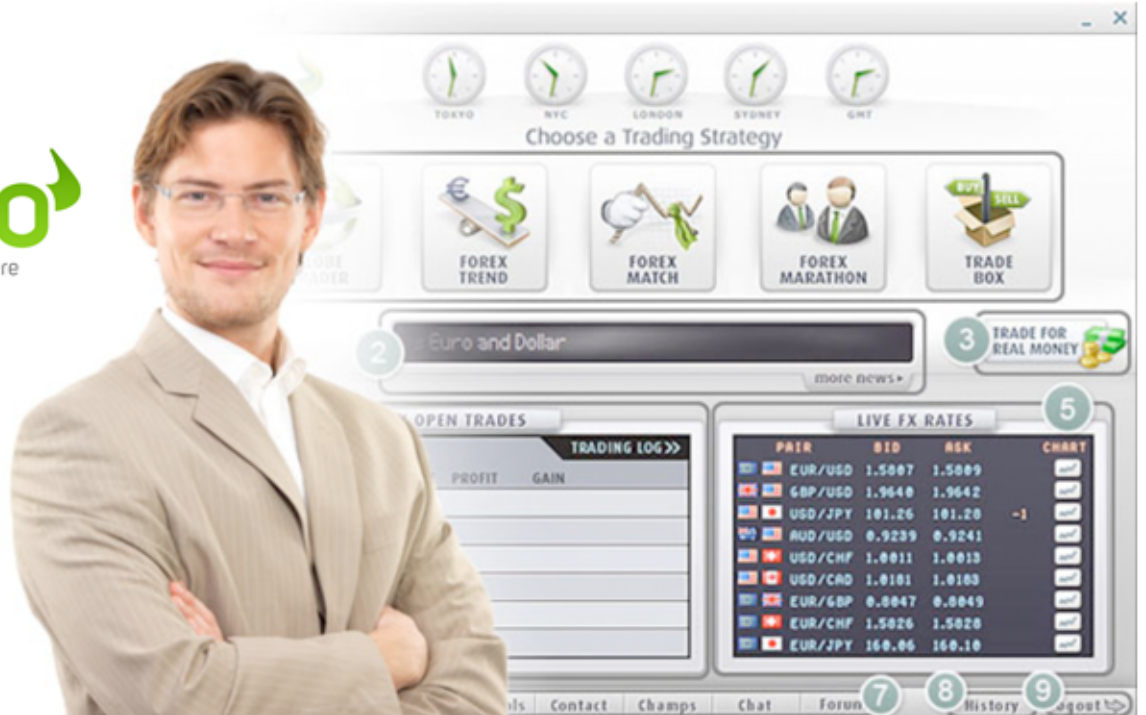 TOKYO NYC LONDON SYDNEY GMT
Choose a Trading Strategy
FOREX
TREND
FOREX
MATCH
FOREX
MARATHON
BUY
SELL
TRADE
BOX
2
Euro and Dollar
more news
3
TRADE FOR
REAL MONEY
OPEN TRADES
TRADING LOG >>
PROFIT GAIN
LIVE FX RATES
5
PAIR BID ASK CHART
EUR/USD 1.5807 1.5809
GBP/USD 1.9640 1.9642
USD/JPY 101.26 101.28 -1
AUD/USD 0.9239 0.9241
USD/CHF 1.0011 1.0013
USD/CAD 1.0181 1.0183
EUR/GBP 0.8047 0.8049
EUR/CHF 1.5826 1.5828
EUR/JPY 160.06 160.10
Contact Champs Chat Forum 7 8 History 9 Logout